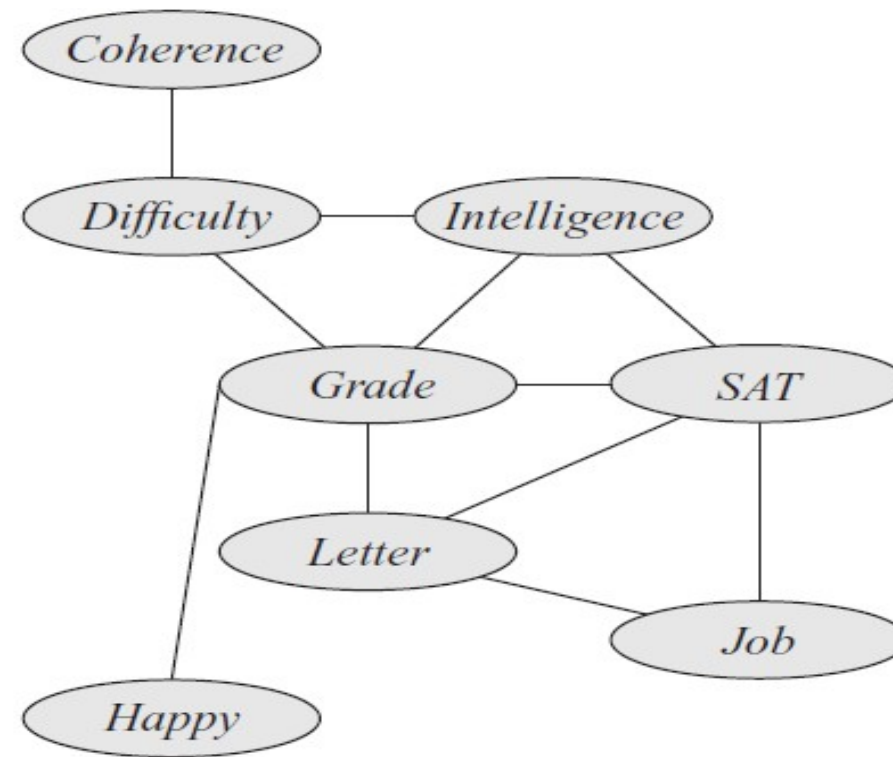 Coherence
Difficulty
Intelligence
Grade
SAT
Letter
Job
Happy